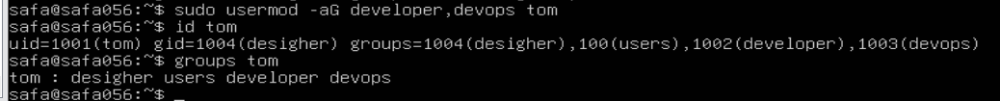 safa@safa056:~$ sudo usermod -aG developer,devops tom
safa@safa056:~$ id tom
uid=1001(tom) gid=1004(desigher) groups=1004(desigher),100(users),1002(developer),1003(devops)
safa@safa056:~$ groups tom
tom : desigher users developer devops
safa@safa056:~$ _